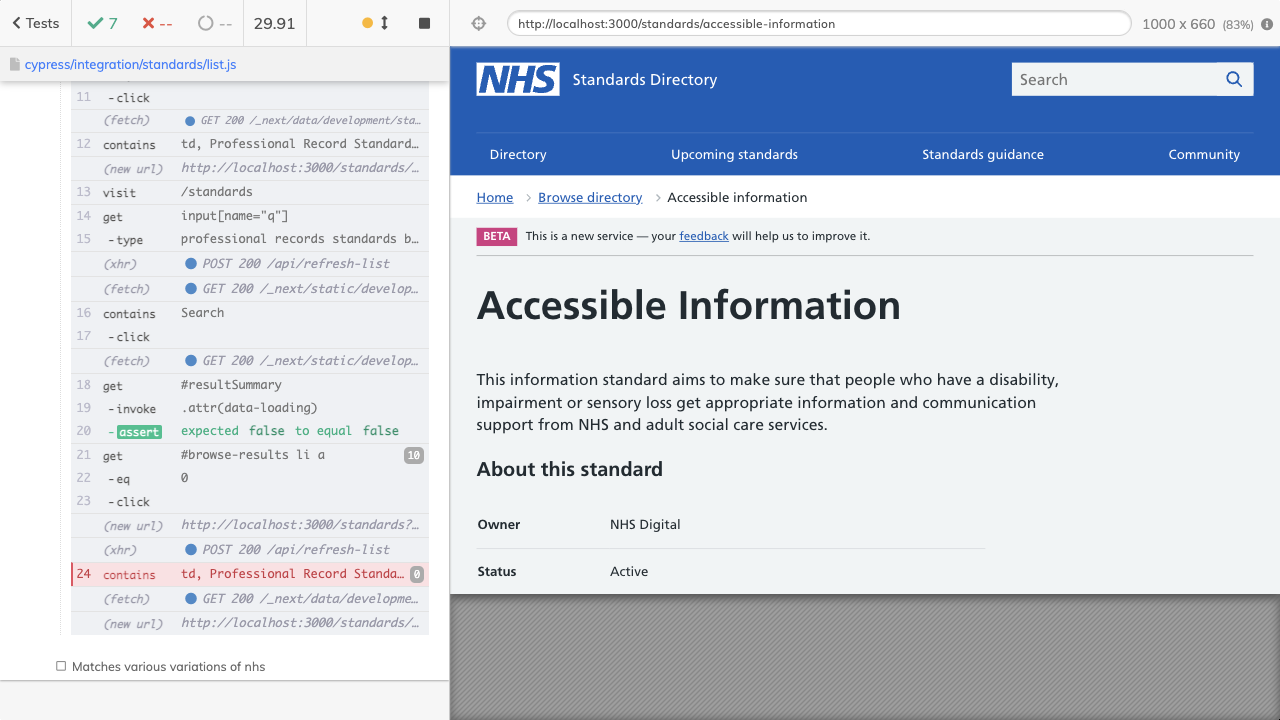 Tests
7
--
--
29.91
http://localhost:3000/standards/accessible-information
1000 x 660 (83%)
cypress/integration/standards/list.js
11 -click
(fetch) GET 200 /_next/data/development/sta...
12 contains td, Professional Record Standard...
(new url) http://localhost:3000/standards/...
13 visit /standards
14 get input[name="q"]
15 -type professional records standards b...
(xhr) POST 200 /api/refresh-list
(fetch) GET 200 /_next/static/develop...
16 contains Search
17 -click
(fetch) GET 200 /_next/static/develop...
18 get #resultSummary
19 -invoke .attr(data-loading)
20 -assert expected false to equal false
21 get #browse-results li a 10
22 -eq 0
23 -click
(new url) http://localhost:3000/standards?...
(xhr) POST 200 /api/refresh-list
24 contains td, Professional Record Standa... 0
(fetch) GET 200 /_next/data/developme...
(new url) http://localhost:3000/standards/...
Matches various variations of nhs
NHS Standards Directory
Search
Directory Upcoming standards Standards guidance Community
Home Browse directory Accessible information
BETA This is a new service — your feedback will help us to improve it.
Accessible Information
This information standard aims to make sure that people who have a disability,
impairment or sensory loss get appropriate information and communication
support from NHS and adult social care services.
About this standard
Owner NHS Digital
Status Active